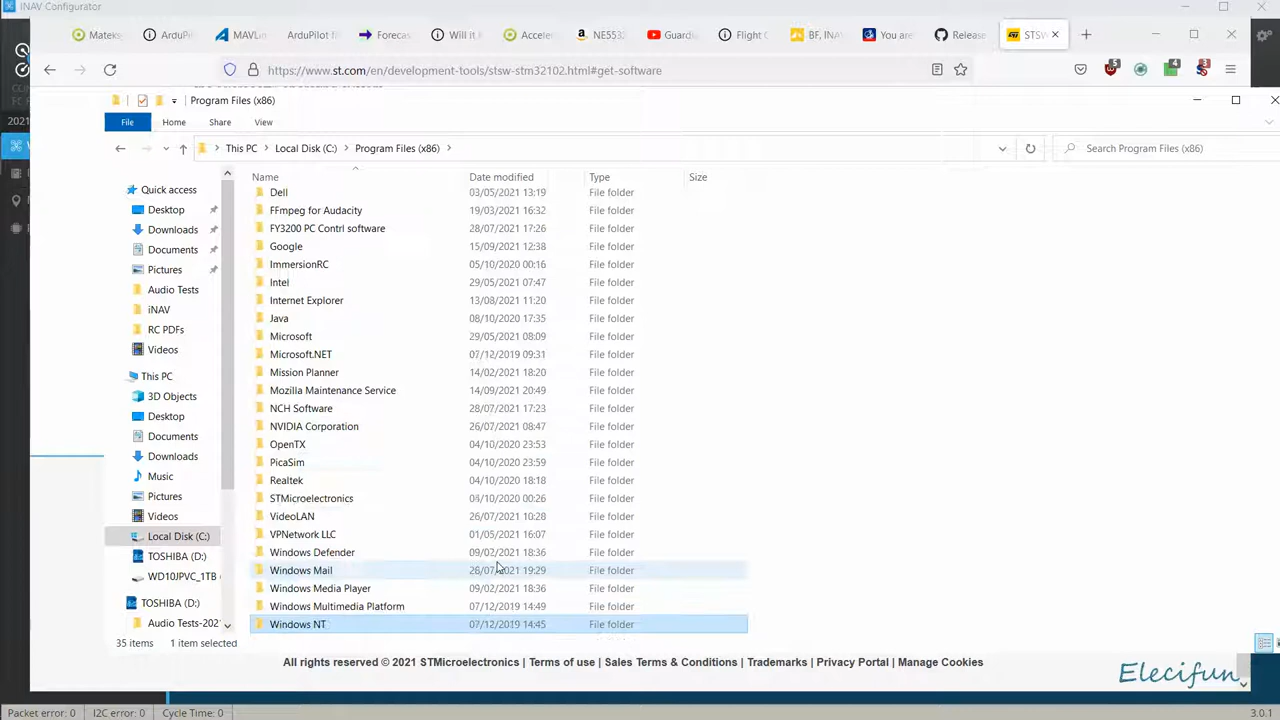 INAV Configurator
Mateks
ArduPi
MAVLin
Ardupilot f
Forecas
Will it
Accele
NE5532
Guardi
Flight C
BF, INA
You are
Release
STSW
https://www.st.com/en/development-tools/stsw-stm32102.html#get-software
5
4
3
Program Files (x86)
2021
File Home Share View
This PC Local Disk (C:) Program Files (x86)
Search Program Files (x86)
Name Date modified Type Size
Quick access
Desktop
Downloads
Documents
Pictures
Audio Tests
iNAV
RC PDFs
Videos
This PC
3D Objects
Desktop
Documents
Downloads
Music
Pictures
Videos
Local Disk (C:)
TOSHIBA (D:)
WD10JPVC_1TB
TOSHIBA (D:)
Audio Tests-202
Dell 03/05/2021 13:19 File folder
FFmpeg for Audacity 19/03/2021 16:32 File folder
FY3200 PC Contrl software 28/07/2021 17:26 File folder
Google 15/09/2021 12:38 File folder
ImmersionRC 05/10/2020 00:16 File folder
Intel 29/05/2021 07:47 File folder
Internet Explorer 13/08/2021 11:20 File folder
Java 08/10/2020 17:35 File folder
Microsoft 29/05/2021 08:09 File folder
Microsoft.NET 07/12/2019 09:31 File folder
Mission Planner 14/02/2021 18:20 File folder
Mozilla Maintenance Service 14/09/2021 20:49 File folder
NCH Software 28/07/2021 17:23 File folder
NVIDIA Corporation 26/07/2021 08:47 File folder
OpenTX 04/10/2020 23:53 File folder
PicaSim 04/10/2020 23:59 File folder
Realtek 04/10/2020 18:18 File folder
STMicroelectronics 04/10/2020 00:26 File folder
VideoLAN 26/07/2021 10:28 File folder
VPNetwork LLC 01/05/2021 16:07 File folder
Windows Defender 09/02/2021 18:36 File folder
Windows Mail 28/07/2021 19:29 File folder
Windows Media Player 09/02/2021 18:36 File folder
Windows Multimedia Platform 07/12/2019 14:49 File folder
Windows NT 07/12/2019 14:45 File folder
35 items 1 item selected
All rights reserved © 2021 STMicroelectronics | Terms of use | Sales Terms & Conditions | Trademarks | Privacy Portal | Manage Cookies
Elecifun
Packet error: 0 I2C error: 0 Cycle Time: 0 3.0.1